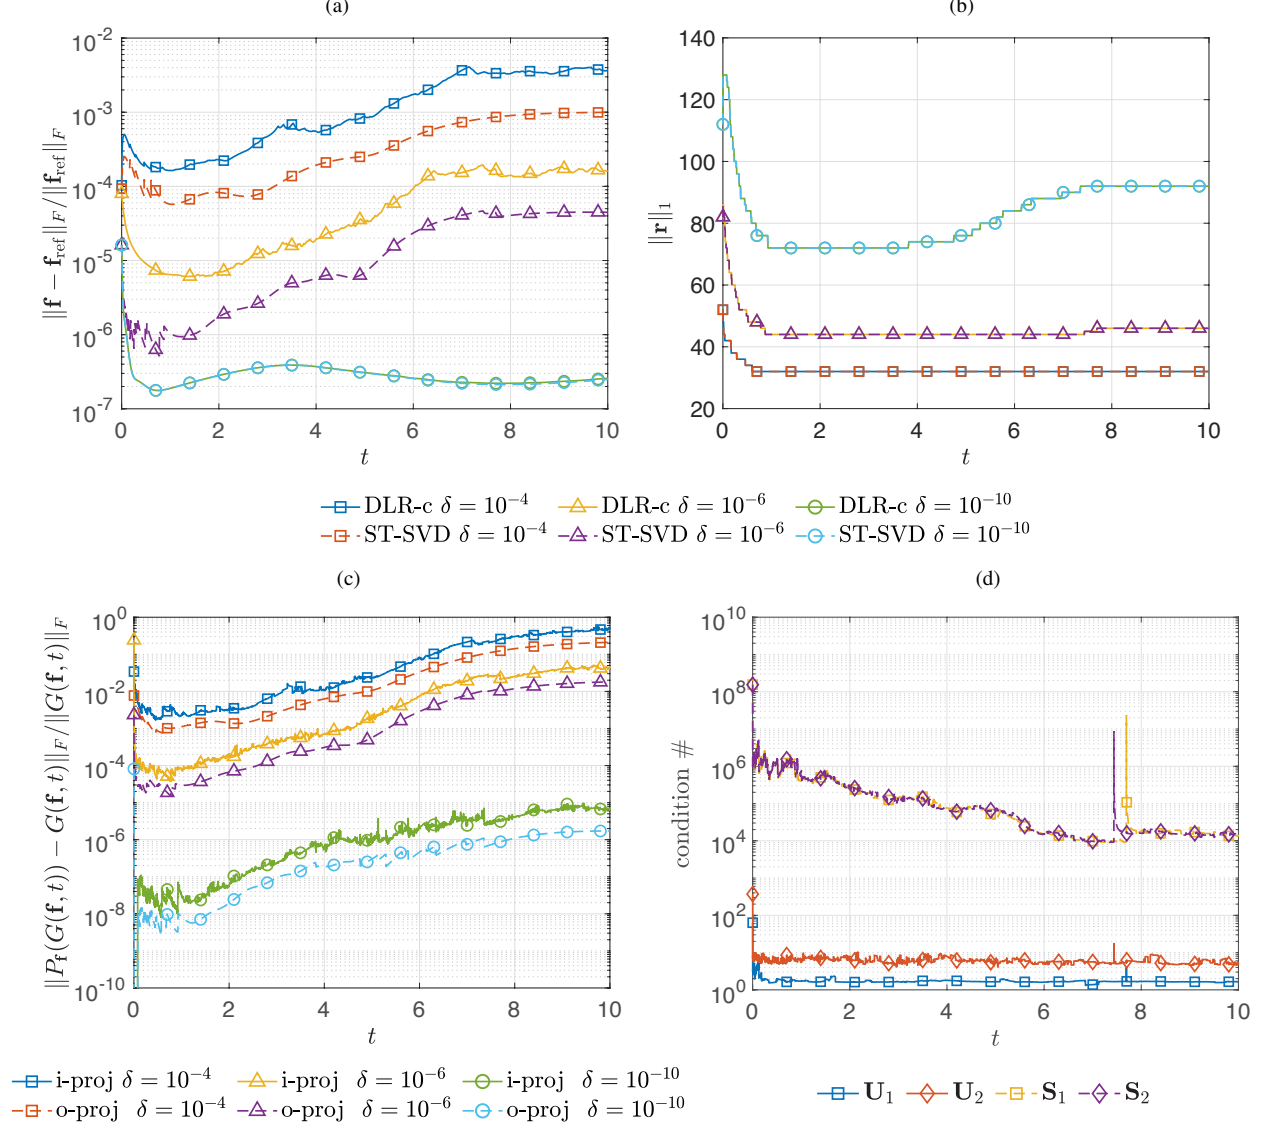 (a)
(b)
10^{-2}
10^{-3}
10^{-4}
10^{-5}
10^{-6}
10^{-7}
0 2 4 6 8 10
t
‖f − f_ref‖_F/‖f_ref‖_F
140
120
100
80
60
40
20
0 2 4 6 8 10
t
‖r‖_1
DLR-c δ = 10^{-4} DLR-c δ = 10^{-6} DLR-c δ = 10^{-10}
ST-SVD δ = 10^{-4} ST-SVD δ = 10^{-6} ST-SVD δ = 10^{-10}
(c)
(d)
10^0
10^{-2}
10^{-4}
10^{-6}
10^{-8}
10^{-10}
0 2 4 6 8 10
t
‖P_f(G(f, t)) − G(f, t)‖_F/‖G(f, t)‖_F
10^{10}
10^8
10^6
10^4
10^2
10^0
0 2 4 6 8 10
t
condition #
i-proj δ = 10^{-4} i-proj δ = 10^{-6} i-proj δ = 10^{-10}
o-proj δ = 10^{-4} o-proj δ = 10^{-6} o-proj δ = 10^{-10}
U_1 U_2 S_1 S_2